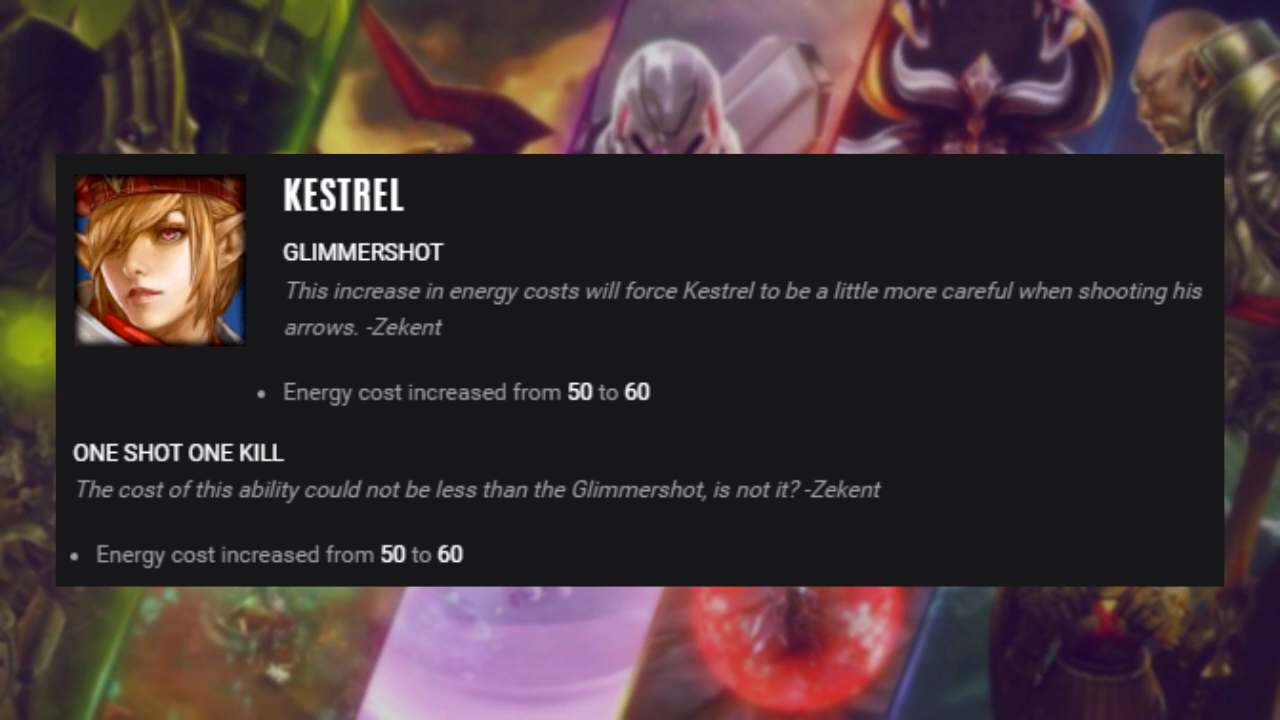 KESTREL
GLIMMERSHOT
This increase in energy costs will force Kestrel to be a little more careful when shooting his
arrows. -Zekent
• Energy cost increased from 50 to 60
ONE SHOT ONE KILL
The cost of this ability could not be less than the Glimmershot, is not it? -Zekent
• Energy cost increased from 50 to 60